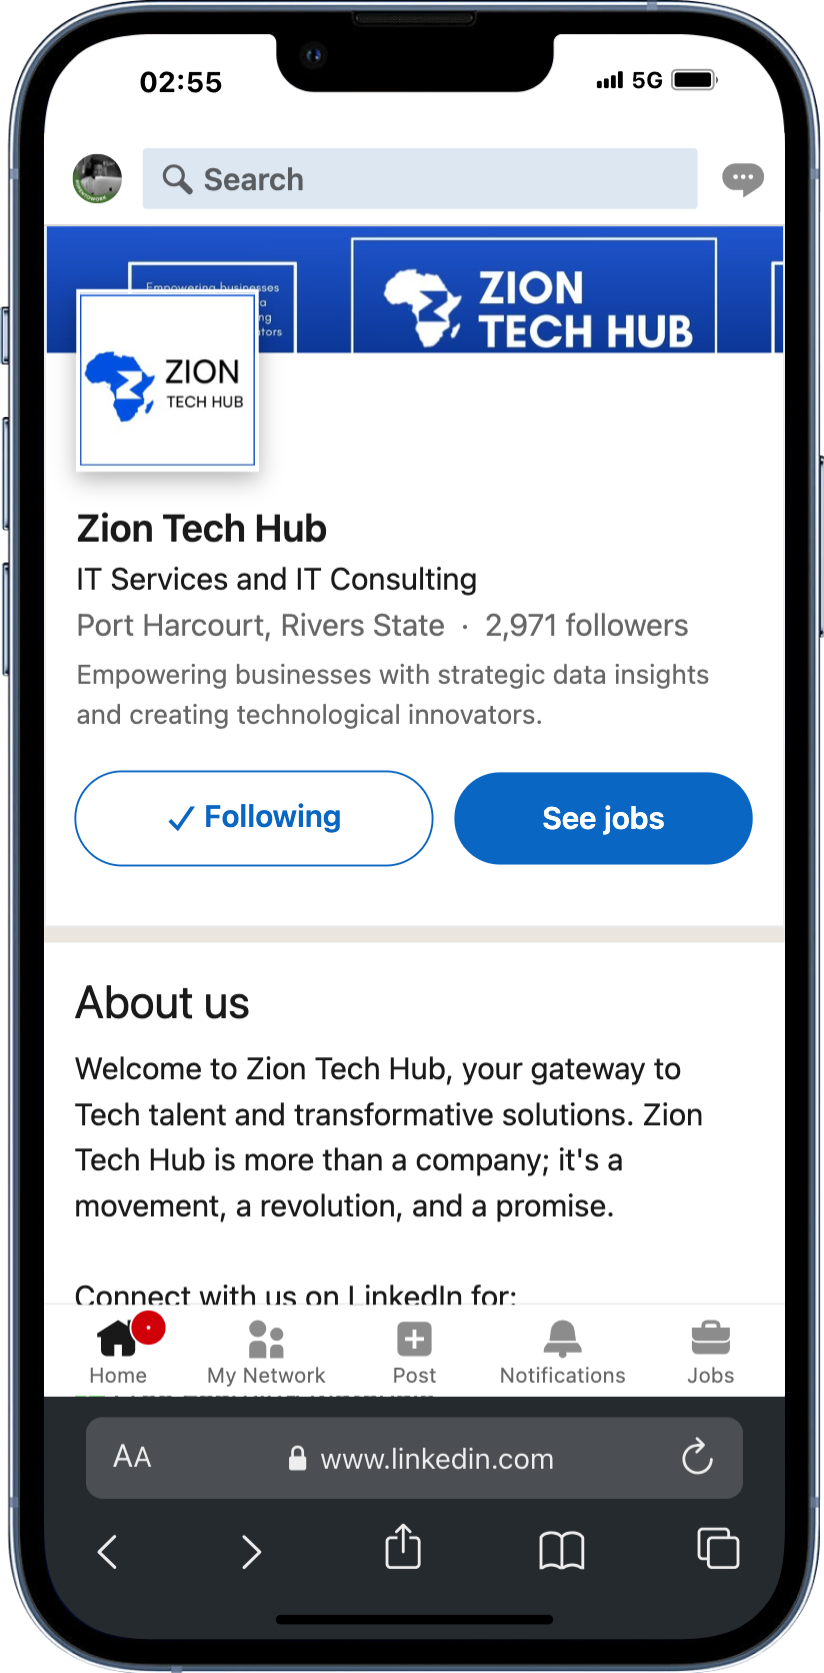 02:55
5G
Search
Empowering businesses
ZION
TECH HUB
ZION
TECH HUB
Zion Tech Hub
IT Services and IT Consulting
Port Harcourt, Rivers State · 2,971 followers
Empowering businesses with strategic data insights
and creating technological innovators.
✓ Following
See jobs
About us
Welcome to Zion Tech Hub, your gateway to
Tech talent and transformative solutions. Zion
Tech Hub is more than a company; it's a
movement, a revolution, and a promise.
Connect with us on LinkedIn for:
Home
My Network
Post
Notifications
Jobs
AA
www.linkedin.com